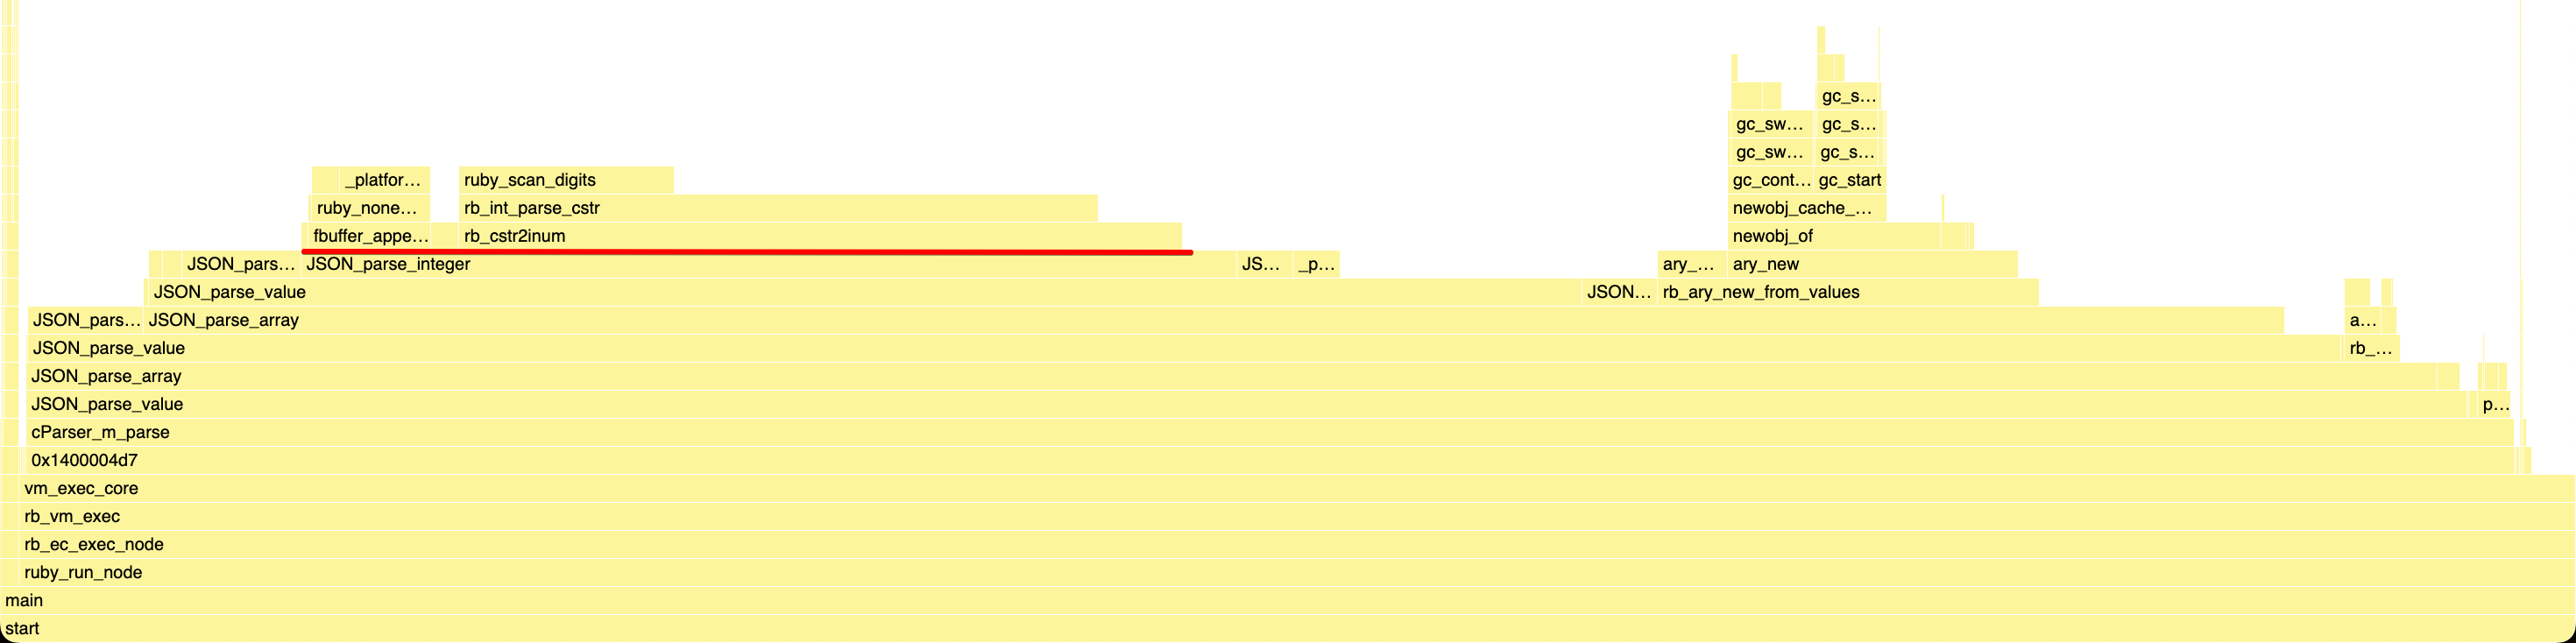 gc_s…
gc_sw… gc_s…
gc_sw… gc_s…
_platfor… ruby_scan_digits gc_cont… gc_start
ruby_none… rb_int_parse_cstr newobj_cache_…
fbuffer_appe… rb_cstr2inum newobj_of
JSON_pars… JSON_parse_integer JS… _p… ary_… ary_new
JSON_parse_value JSON… rb_ary_new_from_values
JSON_pars… JSON_parse_array a…
JSON_parse_value rb_…
JSON_parse_array
JSON_parse_value p…
cParser_m_parse
0x1400004d7
vm_exec_core
rb_vm_exec
rb_ec_exec_node
ruby_run_node
main
start